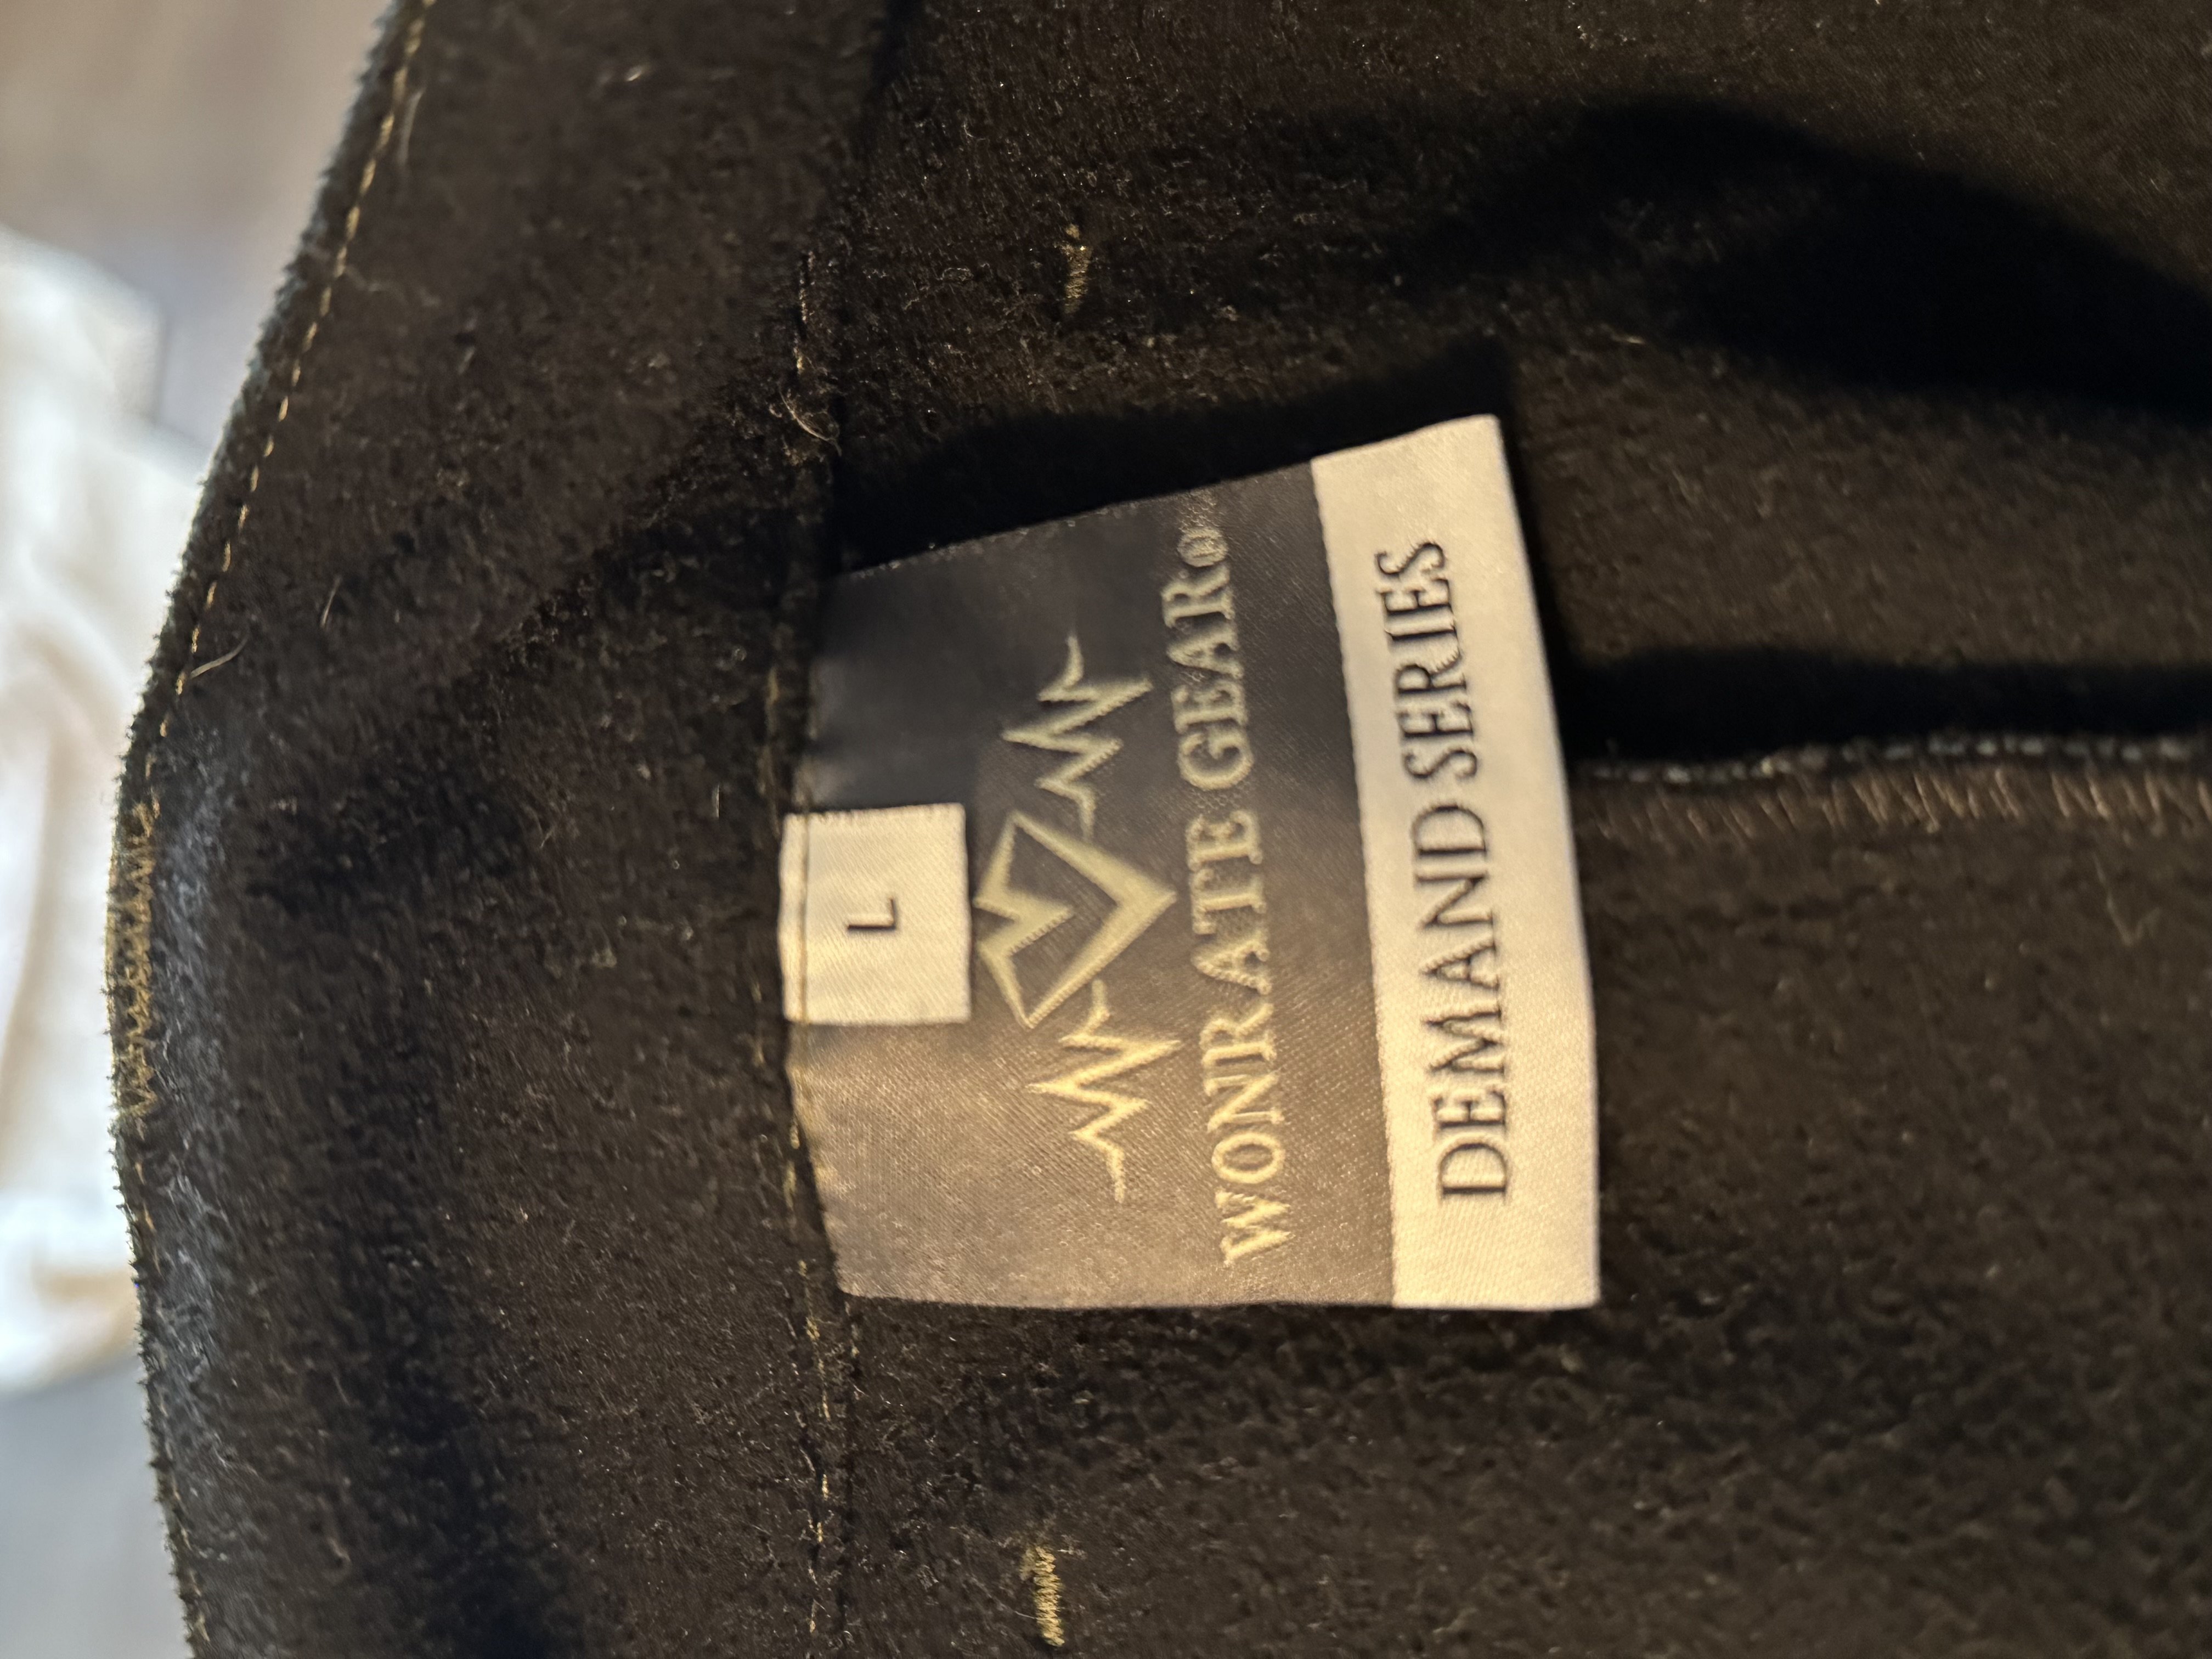 L
WONRATE GEAR®
DEMAND SERIES